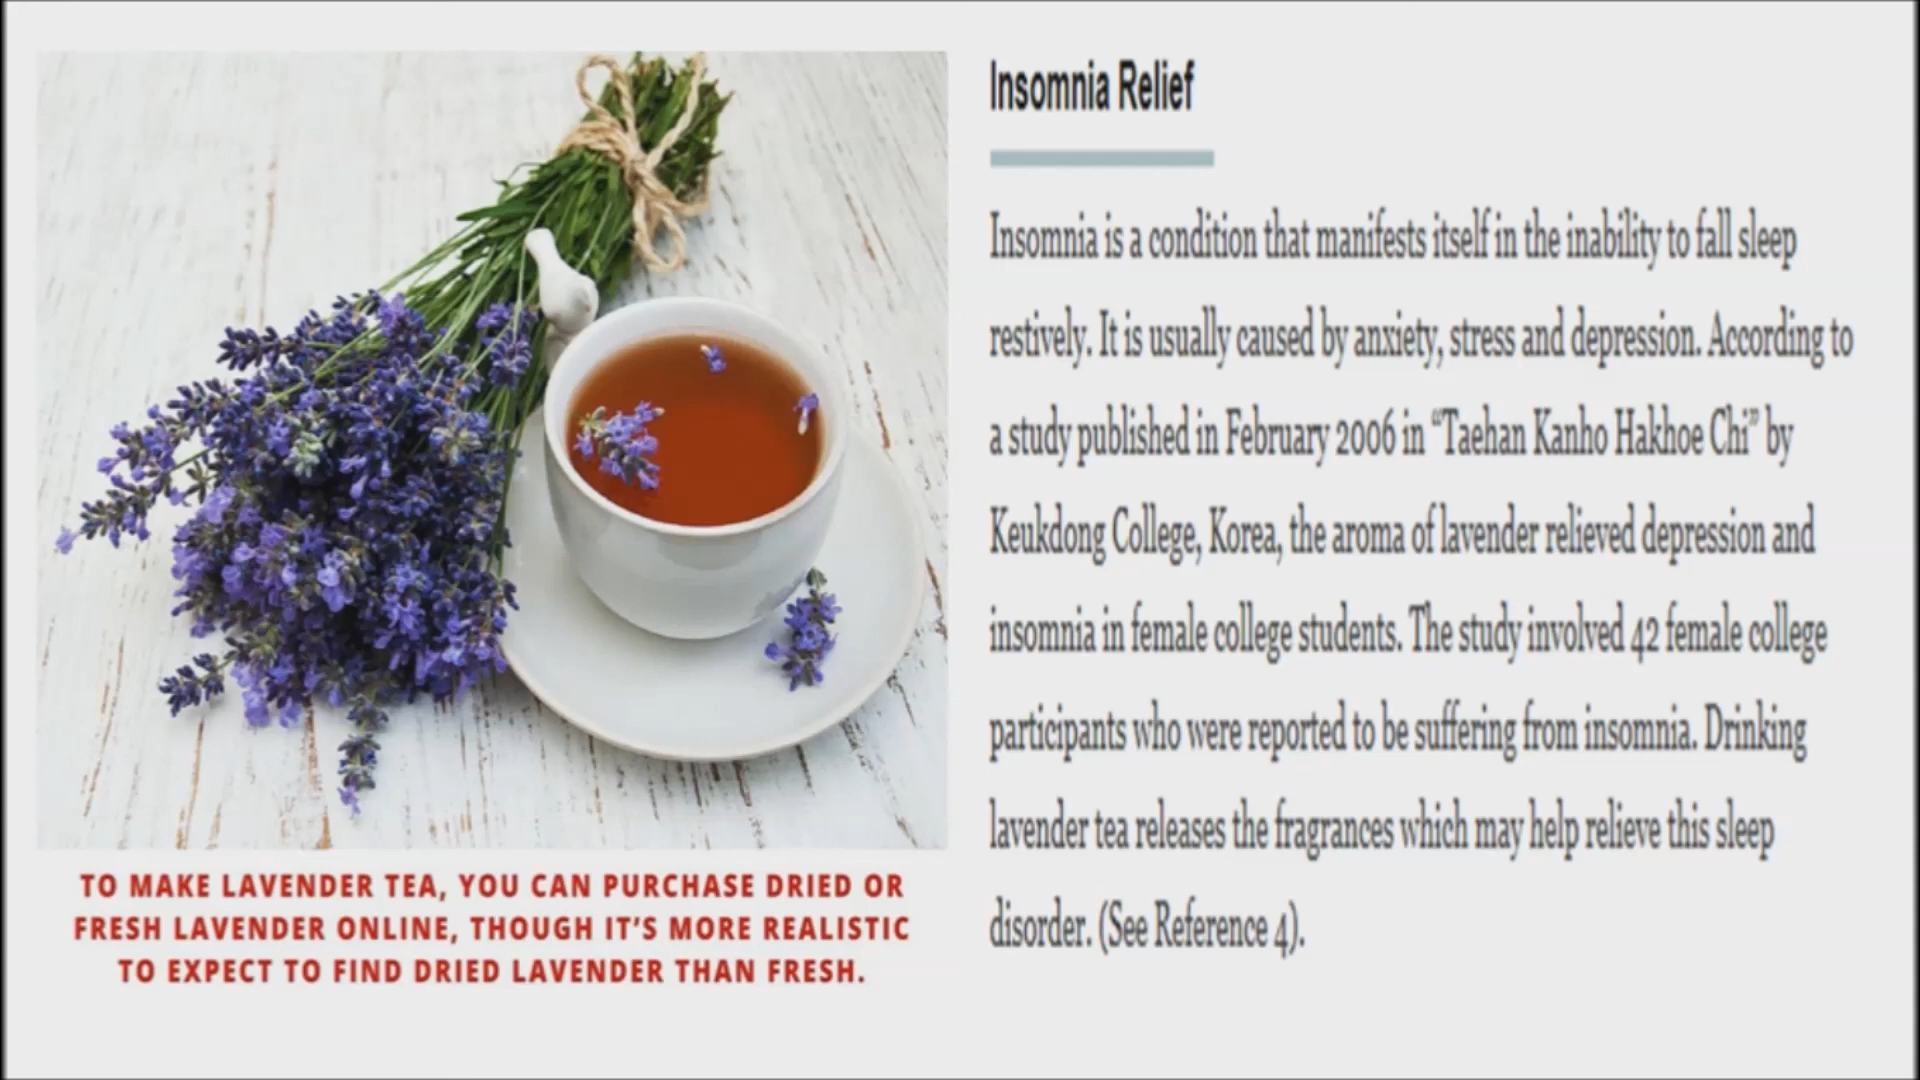 Insomnia Relief
Insomnia is a condition that manifests itself in the inability to fall sleep
restively. It is usually caused by anxiety, stress and depression. According to
a study published in February 2006 in “Taehan Kanho Hakhoe Chi” by
Keukdong College, Korea, the aroma of lavender relieved depression and
insomnia in female college students. The study involved 42 female college
participants who were reported to be suffering from insomnia. Drinking
lavender tea releases the fragrances which may help relieve this sleep
disorder. (See Reference 4).
TO MAKE LAVENDER TEA, YOU CAN PURCHASE DRIED OR
FRESH LAVENDER ONLINE, THOUGH IT’S MORE REALISTIC
TO EXPECT TO FIND DRIED LAVENDER THAN FRESH.